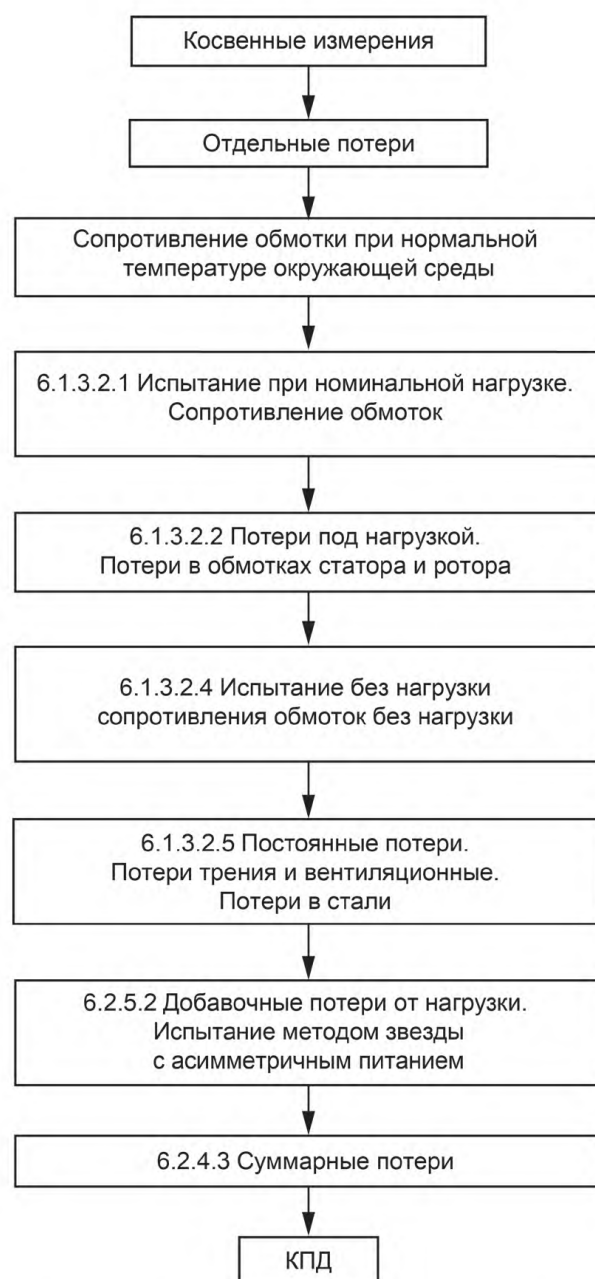 Косвенные измерения
Отдельные потери
Сопротивление обмотки при нормальной
температуре окружающей среды
6.1.3.2.1 Испытание при номинальной нагрузке.
Сопротивление обмоток
6.1.3.2.2 Потери под нагрузкой.
Потери в обмотках статора и ротора
6.1.3.2.4 Испытание без нагрузки
сопротивления обмоток без нагрузки
6.1.3.2.5 Постоянные потери.
Потери трения и вентиляционные.
Потери в стали
6.2.5.2 Добавочные потери от нагрузки.
Испытание методом звезды
с асимметричным питанием
6.2.4.3 Суммарные потери
КПД